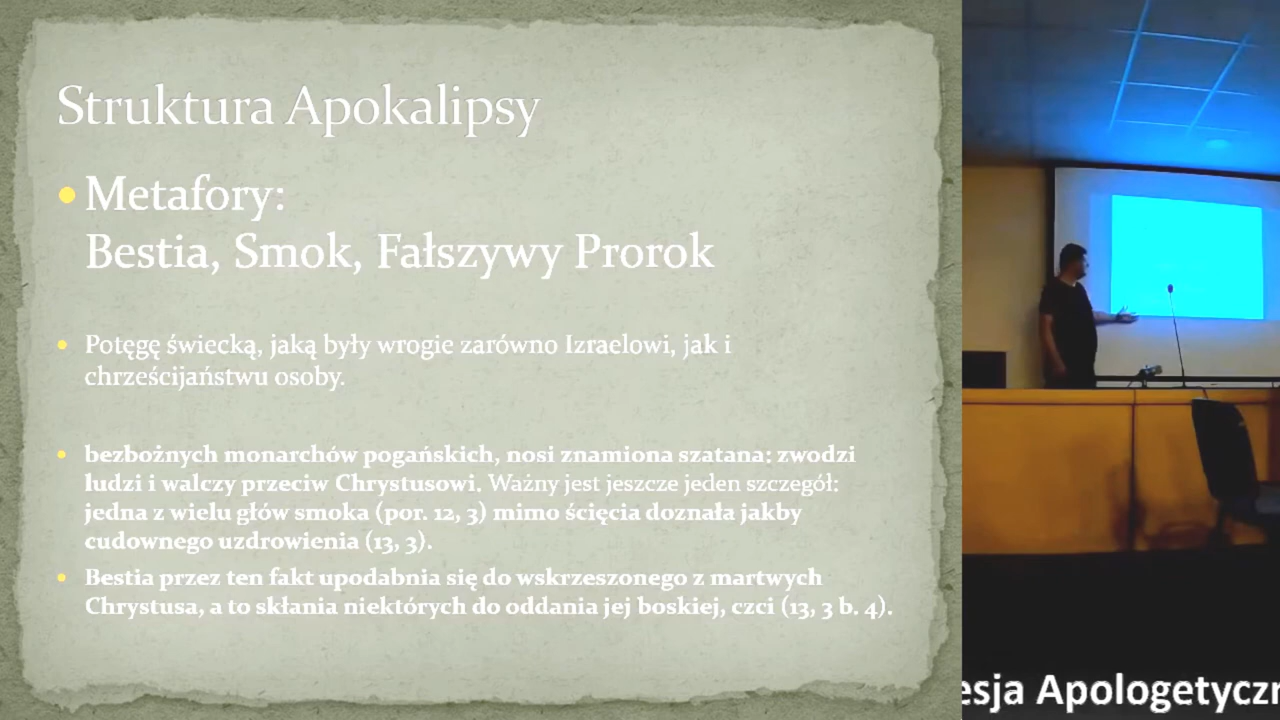 Struktura Apokalipsy
Metafory:
Bestia, Smok, Fałszywy Prorok
Potęgę świecką, jaką były wrogie zarówno Izraelowi, jak i
chrześcijaństwu osoby.
bezbożnych monarchów pogańskich, nosi znamiona szatana: zwodzi
ludzi i walczy przeciw Chrystusowi. Ważny jest jeszcze jeden szczegół:
jedna z wielu głów smoka (por. 12, 3) mimo ścięcia doznała jakby
cudownego uzdrowienia (13, 3).
Bestia przez ten fakt upodabnia się do wskrzeszonego z martwych
Chrystusa, a to skłania niektórych do oddania jej boskiej, czci (13, 3 b. 4).
esja Apologetyczn